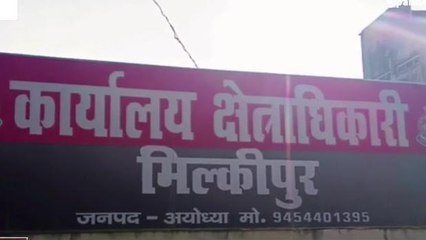 कार्यालय क्षेत्राधिकारी
मिल्कीपुर
जनपद - अयोध्या मो. 9454401395